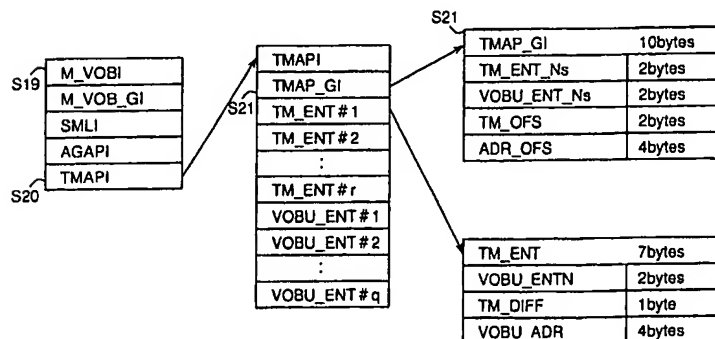 S19
M_VOBI
M_VOB_GI
SMLI
AGAPI
TMAPI
S20
TMAPI
TMAP_GI
S21
TM_ENT#1
TM_ENT#2
:
TM_ENT#r
VOBU_ENT#1
VOBU_ENT#2
:
VOBU_ENT#q
S21
TMAP_GI 10bytes
TM_ENT_Ns 2bytes
VOBU_ENT_Ns 2bytes
TM_OFS 2bytes
ADR_OFS 4bytes
TM_ENT 7bytes
VOBU_ENTN 2bytes
TM_DIFF 1byte
VOBU_ADR 4bytes